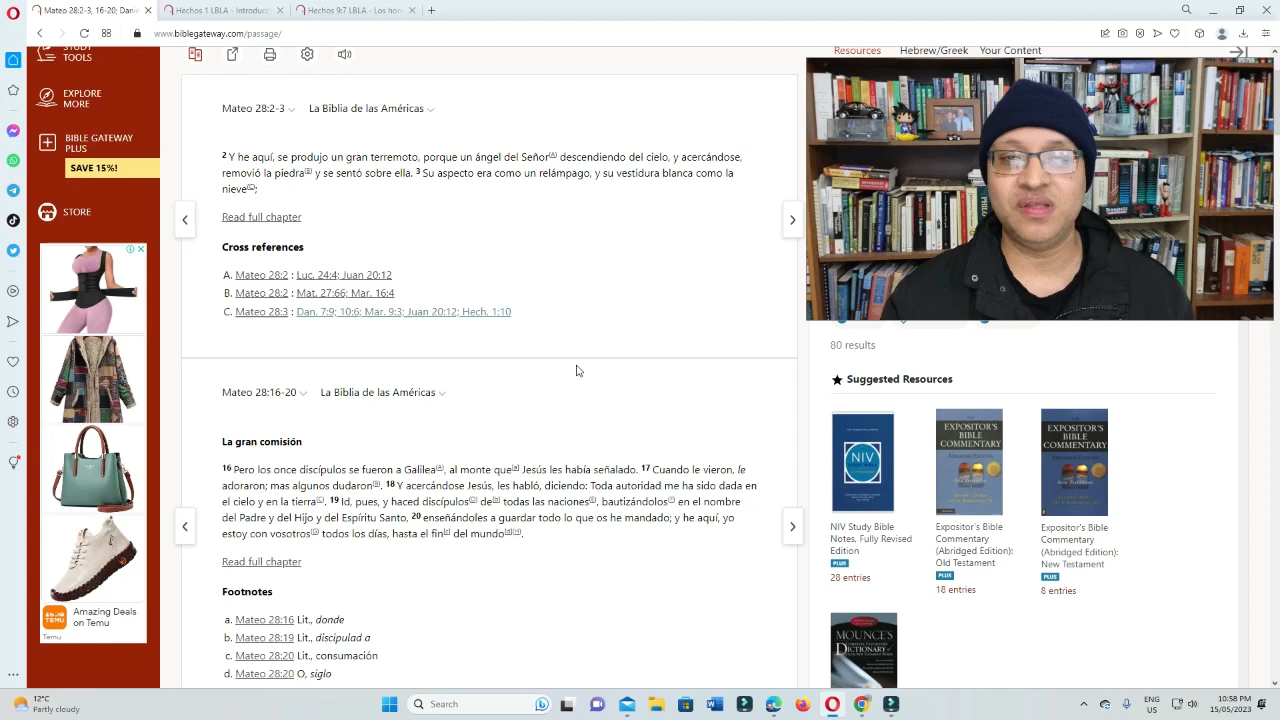 Mateo 28:2-3, 16-20; Dani
Hechos 1 LBLA - Introducci
Hechos 9:7 LBLA - Los hom
www.biblegateway.com/passage/
STUDY
TOOLS
EXPLORE
MORE
BIBLE GATEWAY
PLUS
SAVE 15%!
STORE
Amazing Deals
on Temu
Temu
Mateo 28:2-3
La Biblia de las Américas
2 Y he aquí, se produjo un gran terremoto, porque un ángel del Señor[A] descendiendo del cielo, y acercándose,
removió la piedra[B] y se sentó sobre ella. 3 Su aspecto era como un relámpago, y su vestidura blanca como la
nieve[C];
Read full chapter
Cross references
A. Mateo 28:2 : Luc. 24:4; Juan 20:12
B. Mateo 28:2 : Mat. 27:66; Mar. 16:4
C. Mateo 28:3 : Dan. 7:9; 10:6; Mar. 9:3; Juan 20:12; Hech. 1:10
Mateo 28:16-20
La Biblia de las Américas
La gran comisión
16 Pero los once discípulos se fueron a Galilea[A], al monte que[a] Jesús les había señalado. 17 Cuando le vieron, le
adoraron; mas algunos dudaron[B]. 18 Y acercándose Jesús, les habló, diciendo: Toda autoridad me ha sido dada en
el cielo y en la tierra
19 Id, pues, y haced discípulos de[b] todas las naciones, bautizándolos en el nombre
del Padre y del Hijo y del Espíritu Santo, 20 enseñándoles a guardar todo lo que os he mandado; y he aquí, yo
estoy con vosotros todos los días, hasta el fin[c] del mundo
Read full chapter
Footnotes
a. Mateo 28:16 Lit., donde
b. Mateo 28:19 Lit., dentro del, a
28:20
Resources
Hebrew/Greek
Your Content
80 results
Suggested Resources
NIV
EXPOSITOR'S
BIBLE
COMMENTARY
EXPOSITOR'S
BIBLE
COMMENTARY
NIV Study Bible
Notes, Fully Revised
Edition
PLUS
28 entries
Expositor's Bible
Commentary
(Abridged Edition):
Old Testament
PLUS
18 entries
Expositor's Bible
Commentary
(Abridged Edition):
New Testament
PLUS
8 entries
MOUNCE'S
DICTIONARY
12°C
Partly cloudy
Search
ENG
US
10:58 PM
15/05/2023